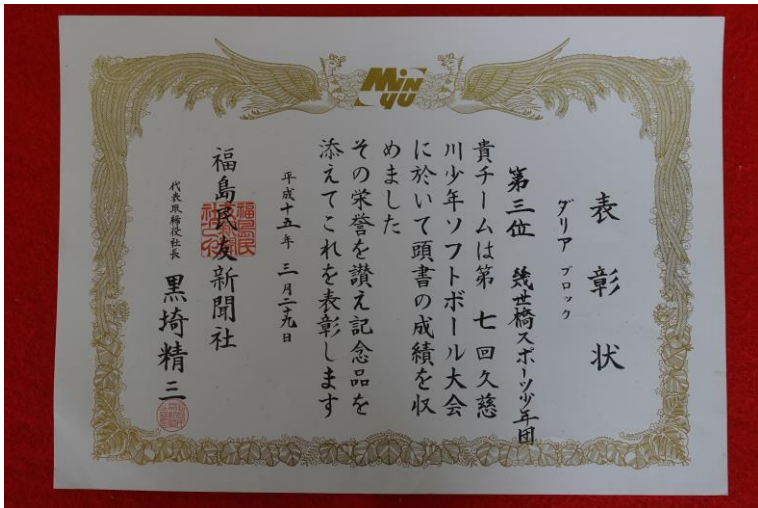 MinYU
表彰状
ダリアブロック
第三位 幾世橋スポーツ少年団
貴チームは第七回久慈
川少年ソフトボール大会
に於いて頭書の成績を収
めました
その栄誉を讃え記念品を
添えてこれを表彰します
平成十五年三月二十九日
福島民友新聞社
代表取締役社長 黒埼精三